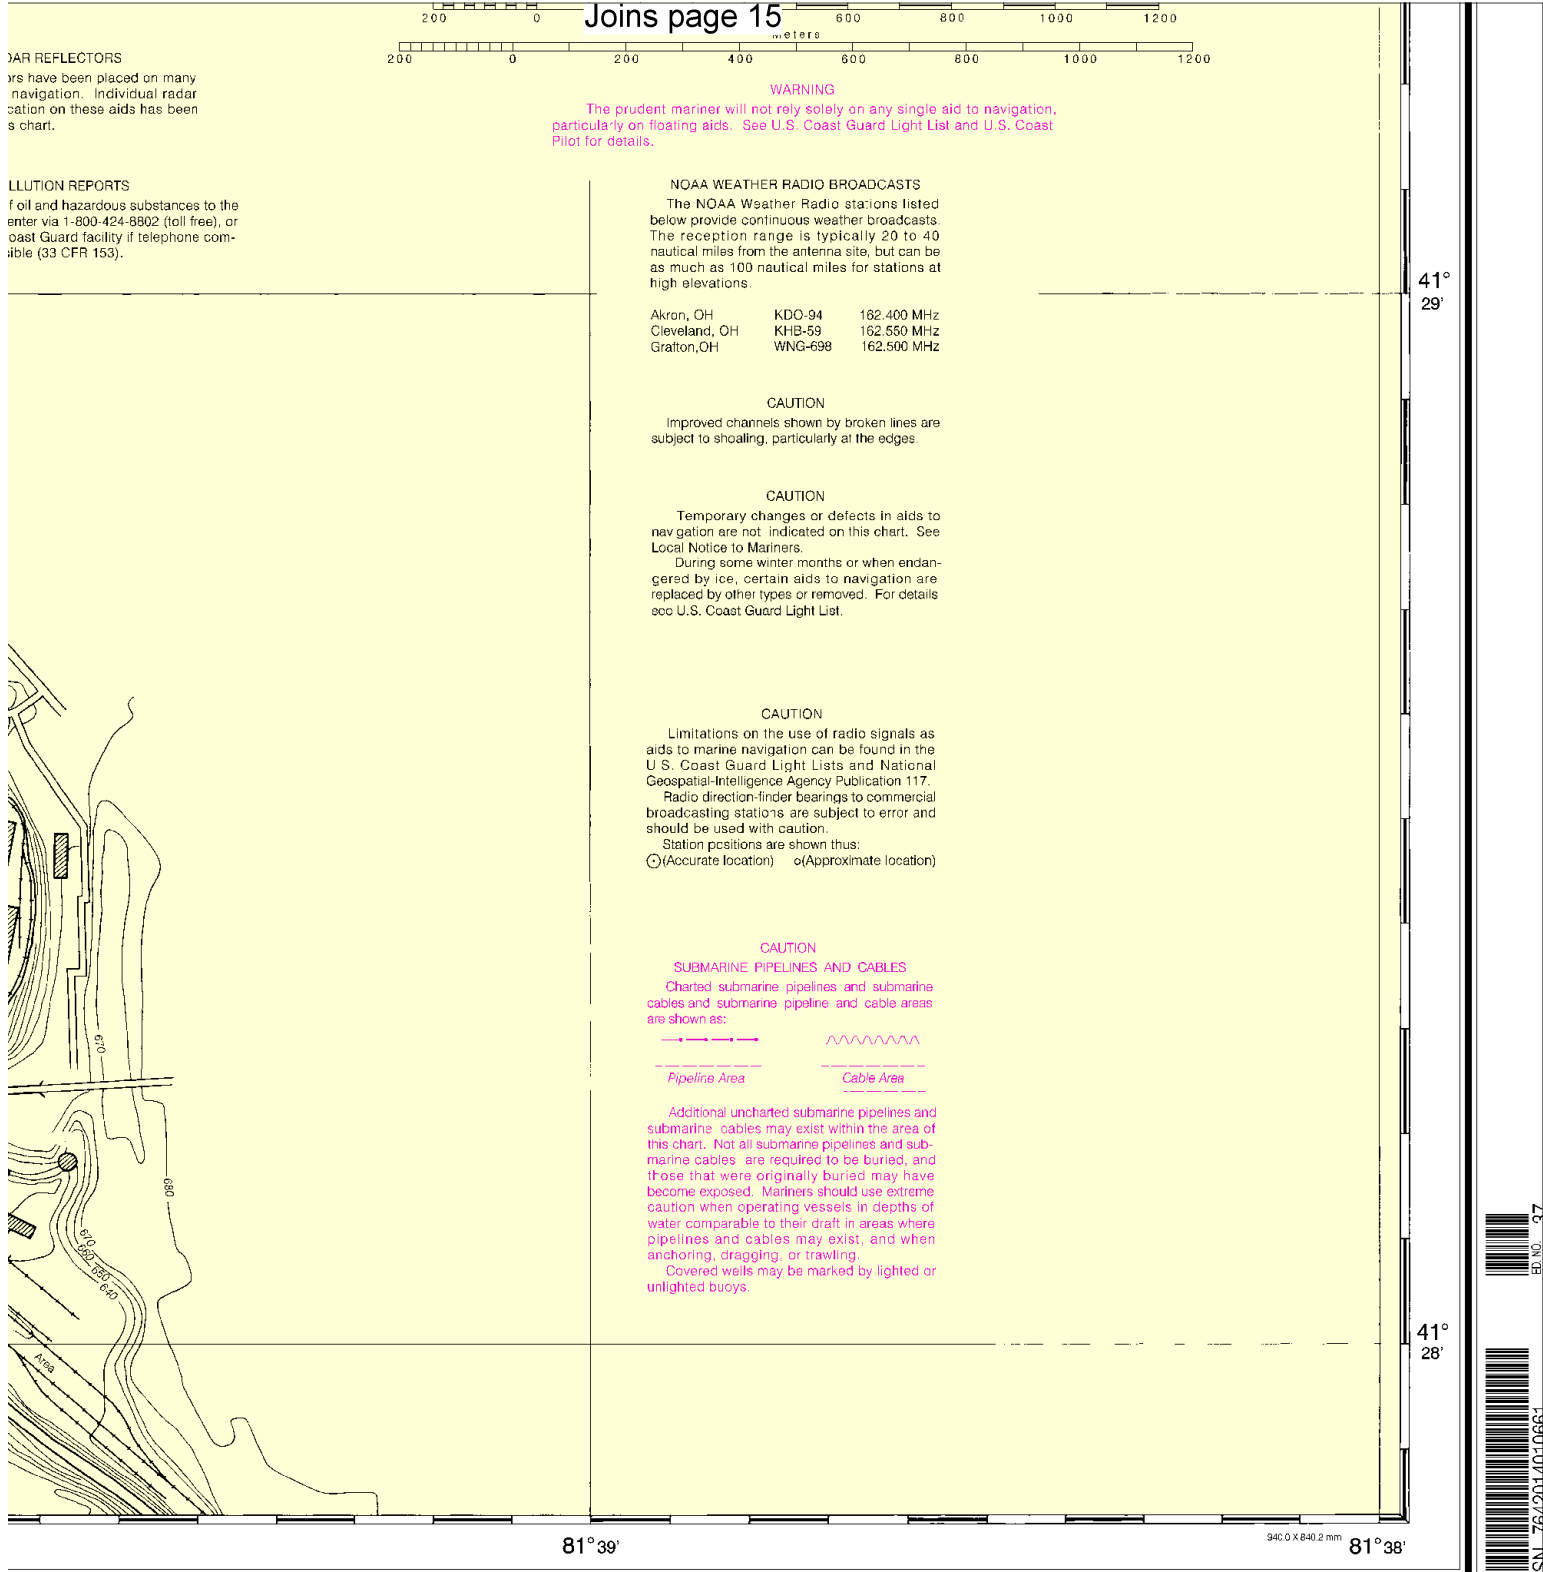 200 0 Joins page 15 600 800 1000 1200
Meters
200 0 200 400 600 800 1000 1200
DAR REFLECTORS
ors have been placed on many
navigation. Individual radar
cation on these aids has been
s chart.
WARNING
The prudent mariner will not rely solely on any single aid to navigation,
particularly on floating aids. See U.S. Coast Guard Light List and U.S. Coast
Pilot for details.
LLUTION REPORTS
f oil and hazardous substances to the
enter via 1-800-424-8802 (toll free), or
oast Guard facility if telephone com-
sible (33 CFR 153).
NOAA WEATHER RADIO BROADCASTS
The NOAA Weather Radio stations listed
below provide continuous weather broadcasts.
The reception range is typically 20 to 40
nautical miles from the antenna site, but can be
as much as 100 nautical miles for stations at
high elevations.
Akron, OH KDO-94 162.400 MHz
Cleveland, OH KHB-59 162.550 MHz
Grafton,OH WNG-698 162.500 MHz
41°
29'
CAUTION
Improved channels shown by broken lines are
subject to shoaling, particularly at the edges.
CAUTION
Temporary changes or defects in aids to
nav gation are not indicated on this chart. See
Local Notice to Mariners.
During some winter months or when endan-
gered by ice, certain aids to navigation are
replaced by other types or removed. For details
see U.S. Coast Guard Light List.
CAUTION
Limitations on the use of radio signals as
aids to marine navigation can be found in the
U S. Coast Guard Light Lists and National
Geospatial-Intelligence Agency Publication 117.
Radio direction-finder bearings to commercial
broadcasting stations are subject to error and
should be used with caution.
Station positions are shown thus:
(Accurate location) o(Approximate location)
CAUTION
SUBMARINE PIPELINES AND CABLES
Charted submarine pipelines and submarine
cables and submarine pipeline and cable areas
are shown as:
Pipeline Area Cable Area
Additional uncharted submarine pipelines and
submarine cables may exist within the area of
this chart. Not all submarine pipelines and sub-
marine cables are required to be buried, and
those that were originally buried may have
become exposed. Mariners should use extreme
caution when operating vessels in depths of
water comparable to their draft in areas where
pipelines and cables may exist, and when
anchoring, dragging, or trawling.
Covered wells may be marked by lighted or
unlighted buoys.
670
680
670
660
650
640
Area
41°
28'
81°39'
940.0 X 840.2 mm
81°38'
ED. NO. 37
SN 7642014010661